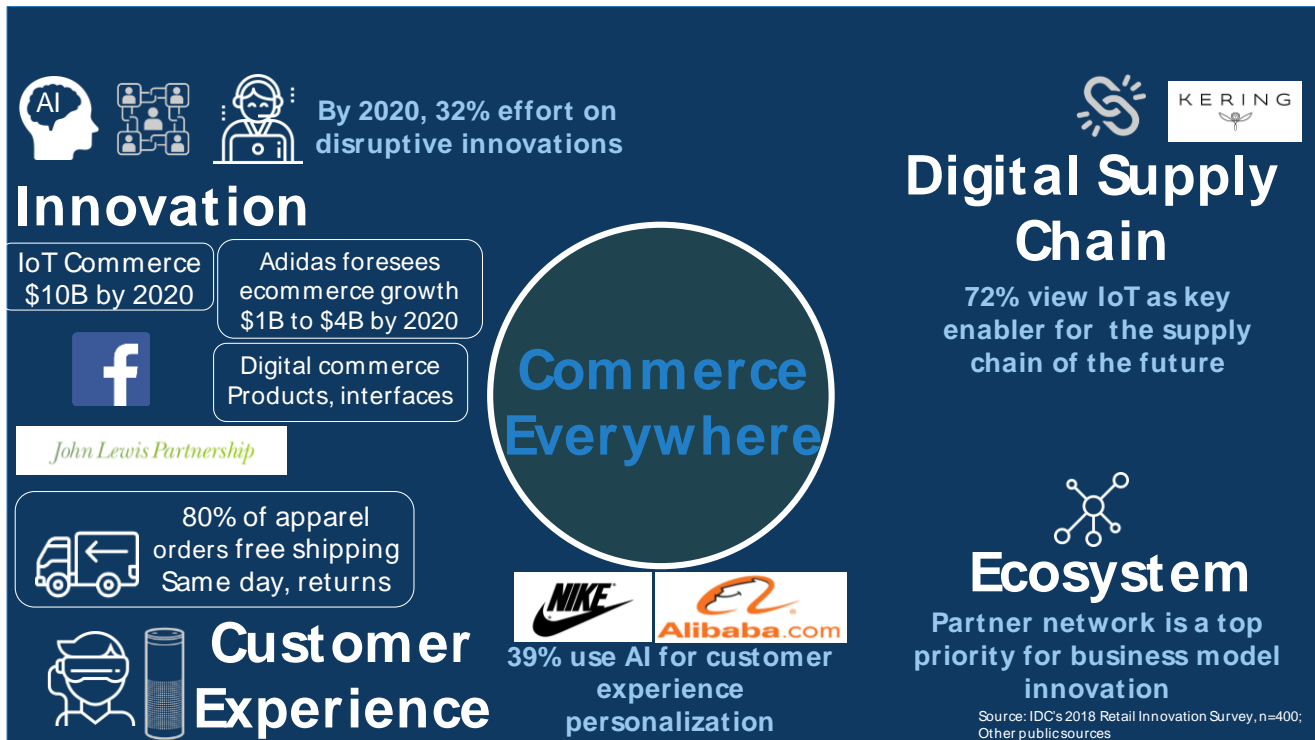 AI
By 2020, 32% effort on
disruptive innovations
Innovation
IoT Commerce
$10B by 2020
Adidas foresees
ecommerce growth
$1B to $4B by 2020
f
Digital commerce
Products, interfaces
John Lewis Partnership
80% of apparel
orders free shipping
Same day, returns
Customer
Experience
Commerce
Everywhere
NIKE
Alibaba.com
39% use AI for customer
experience
personalization
KERING
Digital Supply
Chain
72% view IoT as key
enabler for the supply
chain of the future
Ecosystem
Partner network is a top
priority for business model
innovation
Source: IDC's 2018 Retail Innovation Survey, n=400;
Other public sources